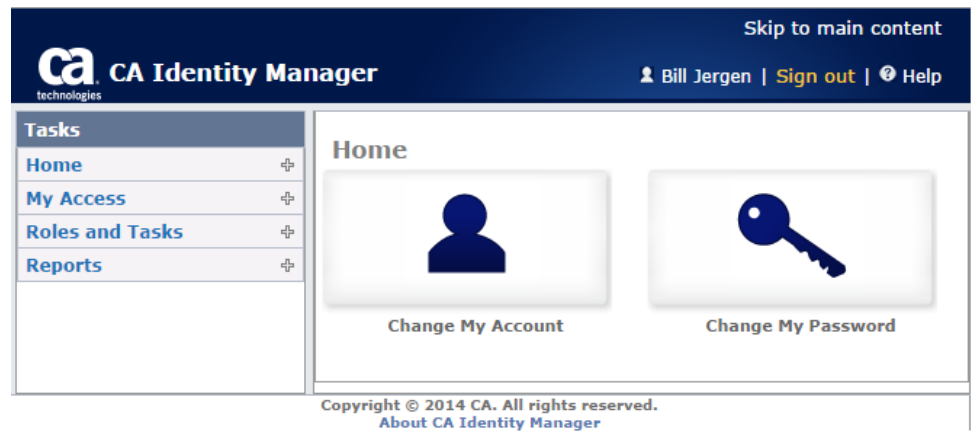 Skip to main content
ca
technologies
CA Identity Manager
Bill Jergen | Sign out | Help
Tasks
Home
My Access
Roles and Tasks
Reports
Home
Change My Account
Change My Password
Copyright © 2014 CA. All rights reserved.
About CA Identity Manager